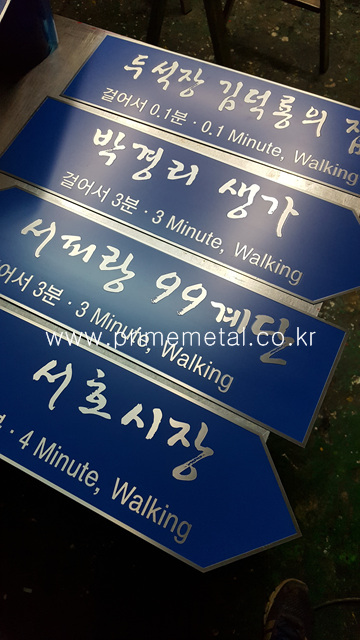 두석장 김덕룡의 집
걸어서 0.1분 · 0.1 Minute, Walking
박경리 생가
걸어서 3분 · 3 Minute, Walking
서피랑 99계단
걸어서 3분 · 3 Minute, Walking
www.primemetal.co.kr
서호시장
· 4 Minute, Walking